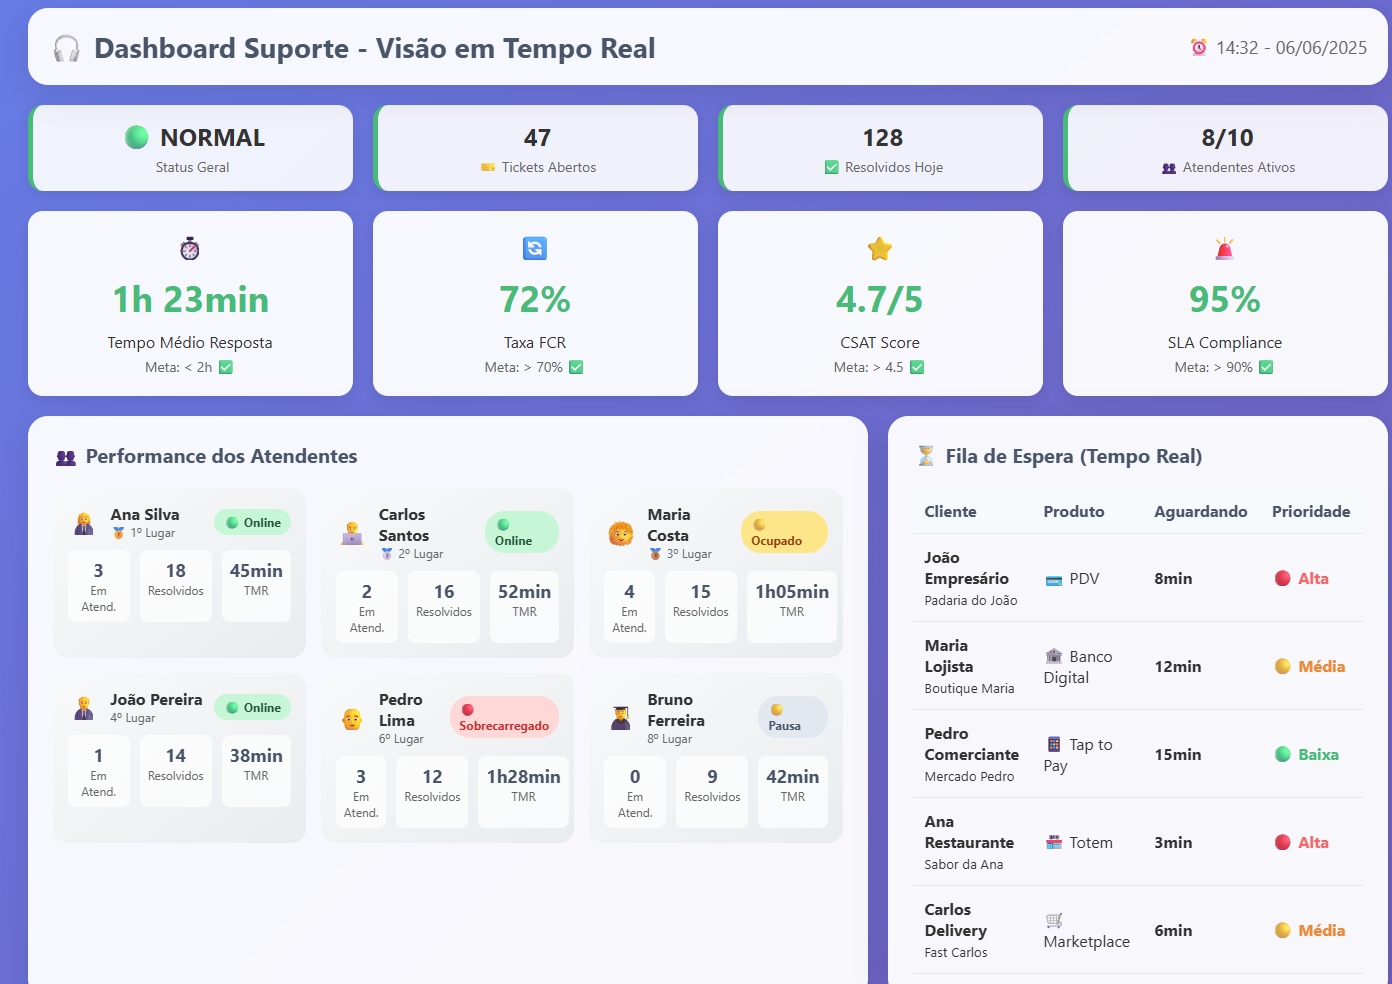 Dashboard Suporte - Visão em Tempo Real
14:32 - 06/06/2025
NORMAL
Status Geral
47
Tickets Abertos
128
Resolvidos Hoje
8/10
Atendentes Ativos
1h 23min
Tempo Médio Resposta
Meta: < 2h
72%
Taxa FCR
Meta: > 70%
4.7/5
CSAT Score
Meta: > 4.5
95%
SLA Compliance
Meta: > 90%
Performance dos Atendentes
Ana Silva
1º Lugar
Online
3
Em
Atend.
18
Resolvidos
45min
TMR
Carlos
Santos
2º Lugar
Online
2
Em
Atend.
16
Resolvidos
52min
TMR
Maria
Costa
3º Lugar
Ocupado
4
Em
Atend.
15
Resolvidos
1h05min
TMR
João Pereira
4º Lugar
Online
1
Em
Atend.
14
Resolvidos
38min
TMR
Pedro
Lima
6º Lugar
Sobrecarregado
3
Em
Atend.
12
Resolvidos
1h28min
TMR
Bruno
Ferreira
8º Lugar
Pausa
0
Em
Atend.
9
Resolvidos
42min
TMR
Fila de Espera (Tempo Real)
Cliente Produto Aguardando Prioridade
João
Empresário
Padaria do João
PDV
8min
Alta
Maria
Lojista
Boutique Maria
Banco
Digital
12min
Média
Pedro
Comerciante
Mercado Pedro
Tap to
Pay
15min
Baixa
Ana
Restaurante
Sabor da Ana
Totem
3min
Alta
Carlos
Delivery
Fast Carlos
Marketplace
6min
Média